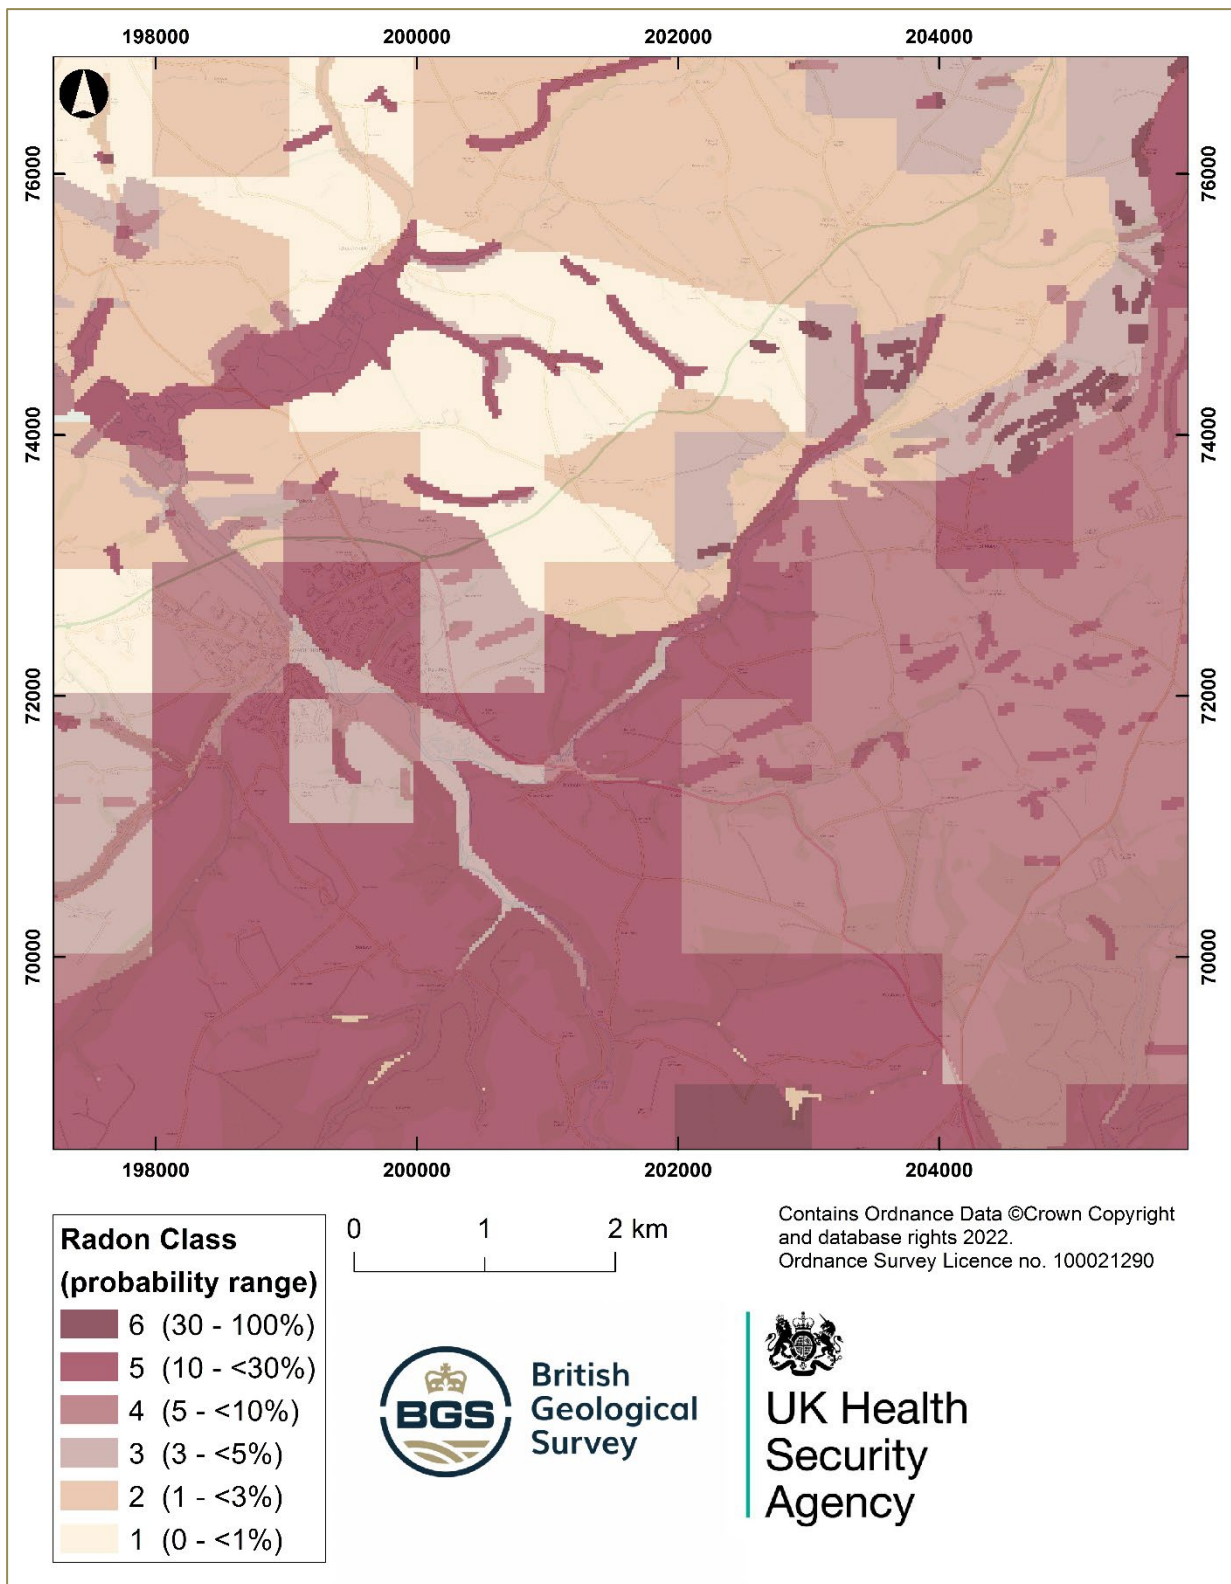 198000 200000 202000 204000
76000 76000
74000 74000
72000 72000
70000 70000
198000 200000 202000 204000
Radon Class
(probability range)
6 (30 - 100%)
5 (10 - <30%)
4 (5 - <10%)
3 (3 - <5%)
2 (1 - <3%)
1 (0 - <1%)
0 1 2 km
Contains Ordnance Data ©Crown Copyright
and database rights 2022.
Ordnance Survey Licence no. 100021290
BGS
British
Geological
Survey
UK Health
Security
Agency